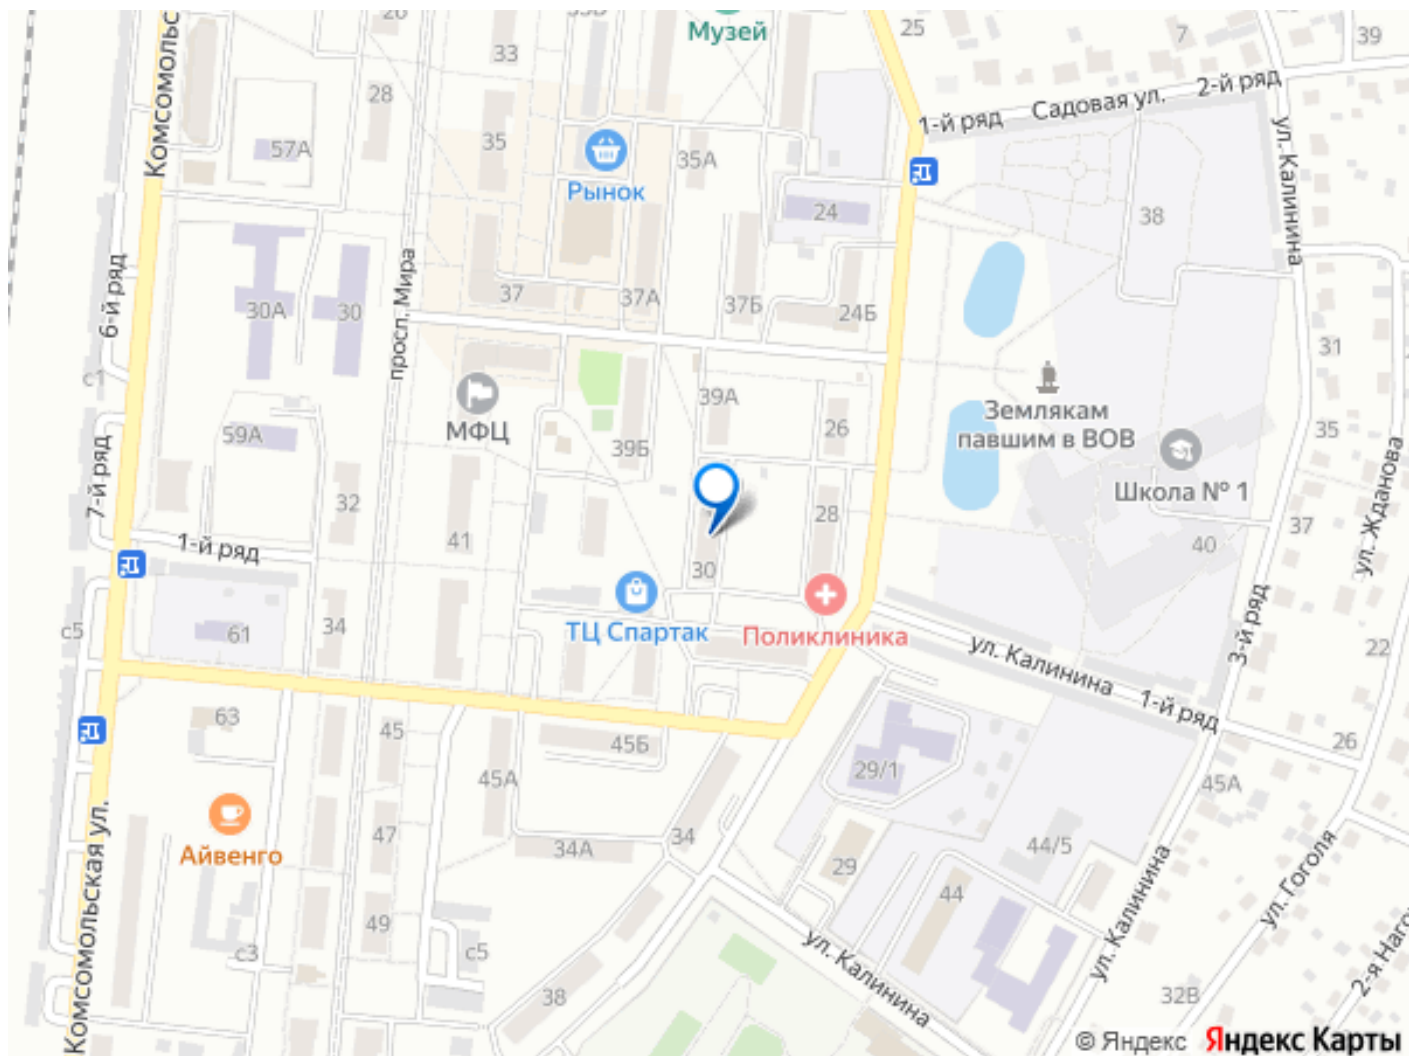 26
33Б
Музей
25
7
39
33
28
Комсомольс
35
2-й ряд
Садовая ул.
1-й ряд
ул. Калинина
57А
35А
Рынок
24
38
6-й ряд
просп. Мира
30А
30
37
37А
37Б
24Б
31
с1
39А
МФЦ
Землякам
павшим в ВОВ
26
35
59А
39Б
7-й ряд
Школа № 1
ул. Жданова
32
28
37
1-й ряд
41
40
30
с5
61
34
ТЦ Спартак
Поликлиника
ул. Калинина
3-й ряд
22
1-й ряд
63
45
45Б
26
29/1
45А
45А
Айвенго
47
34А
34
44/5
29
44
ул. Гоголя
Комсомольская ул.
49
с3
с5
ул. Калинина
ул. Калинина
2-я Наго
38
32В
© Яндекс Яндекс Карты